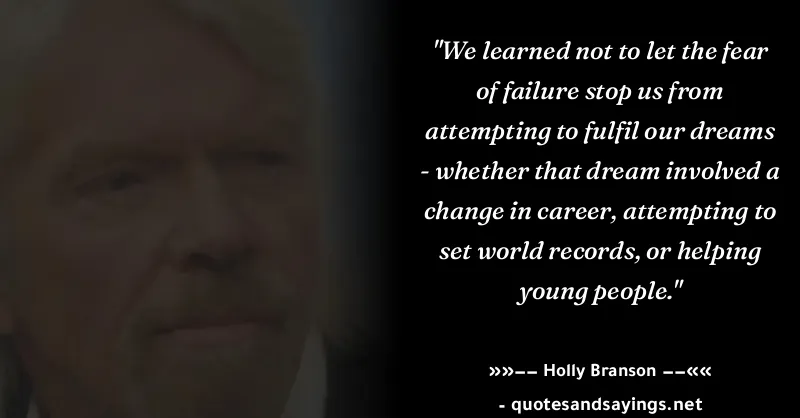 "We learned not to let the fear
of failure stop us from
attempting to fulfil our dreams
- whether that dream involved a
change in career, attempting to
set world records, or helping
young people."
»»–– Holly Branson ––««
- quotesandsayings.net